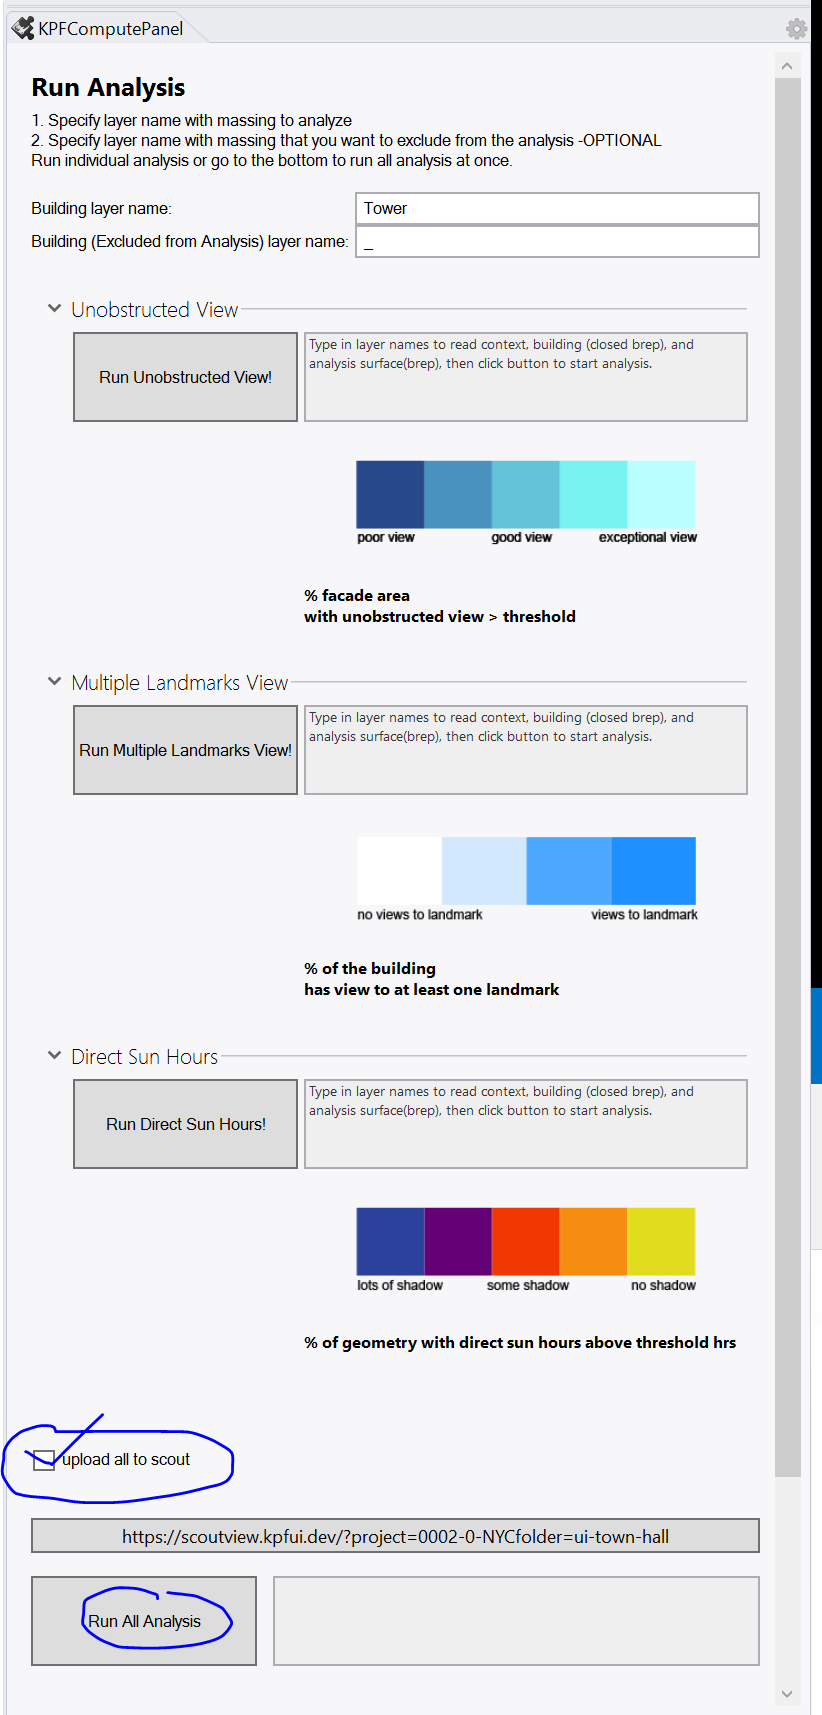 KPFComputePanel
Run Analysis
1. Specify layer name with massing to analyze
2. Specify layer name with massing that you want to exclude from the analysis -OPTIONAL
Run individual analysis or go to the bottom to run all analysis at once.
Building layer name: Tower
Building (Excluded from Analysis) layer name: _
Unobstructed View
Run Unobstructed View!
Type in layer names to read context, building (closed brep), and
analysis surface(brep), then click button to start analysis.
poor view good view exceptional view
% facade area
with unobstructed view > threshold
Multiple Landmarks View
Run Multiple Landmarks View!
Type in layer names to read context, building (closed brep), and
analysis surface(brep), then click button to start analysis.
no views to landmark views to landmark
% of the building
has view to at least one landmark
Direct Sun Hours
Run Direct Sun Hours!
Type in layer names to read context, building (closed brep), and
analysis surface(brep), then click button to start analysis.
lots of shadow some shadow no shadow
% of geometry with direct sun hours above threshold hrs
upload all to scout
https://scoutview.kpfui.dev/?project=0002-0-NYCfolder=ui-town-hall
Run All Analysis